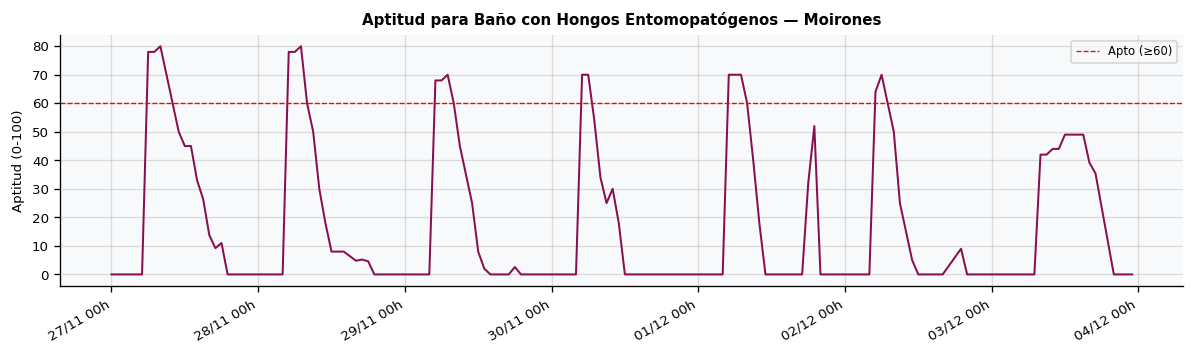 Aptitud para Baño con Hongos Entomopatógenos — Moirones
Apto (≥60)
Aptitud (0-100)
80
70
60
50
40
30
20
10
0
27/11 00h
28/11 00h
29/11 00h
30/11 00h
01/12 00h
02/12 00h
03/12 00h
04/12 00h